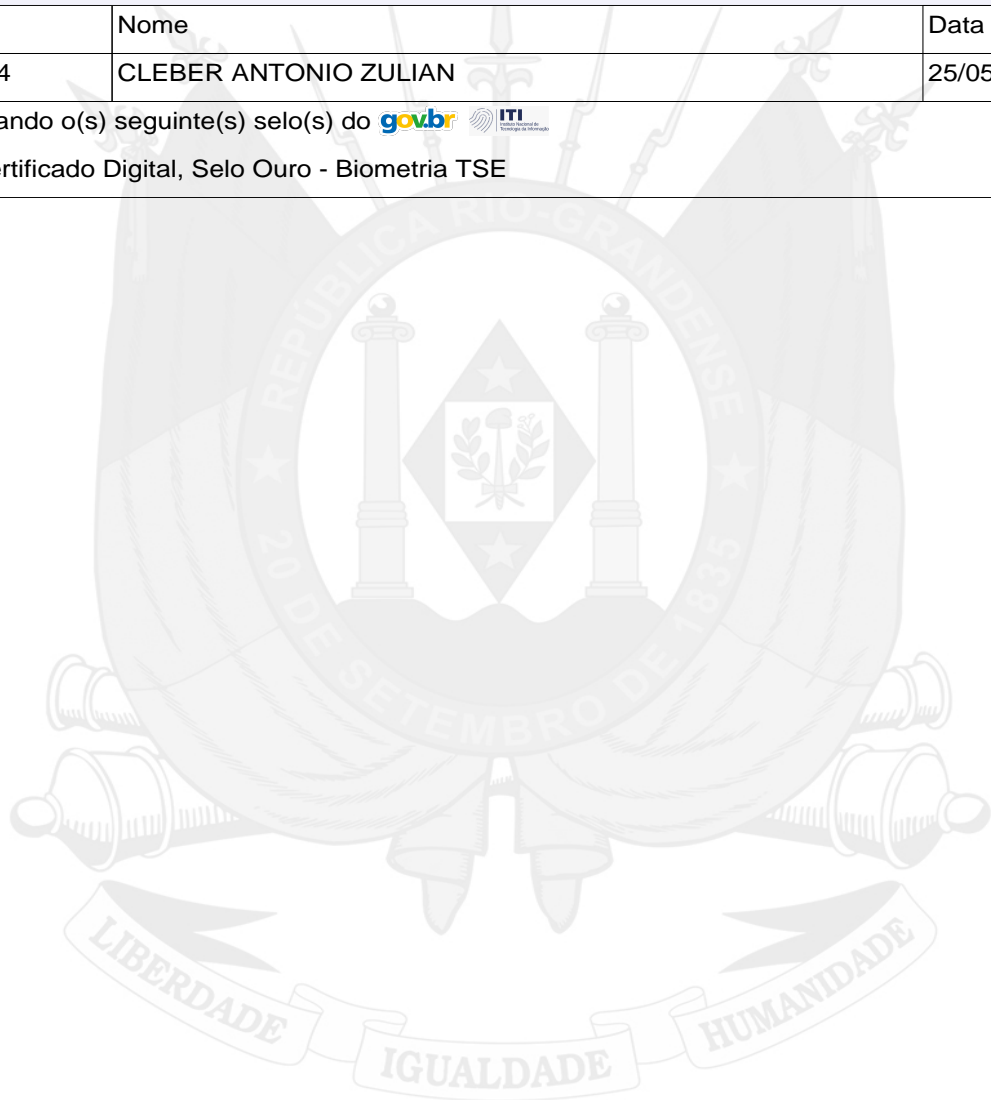 Nome Data
4 CLEBER ANTONIO ZULIAN 25/05
ando o(s) seguinte(s) selo(s) do gov.br ITI
ertificado Digital, Selo Ouro - Biometria TSE
REPÚBLICA RIO-GRANDENSE
20 DE SETEMBRO DE 1835
LIBERDADE IGUALDADE HUMANIDADE